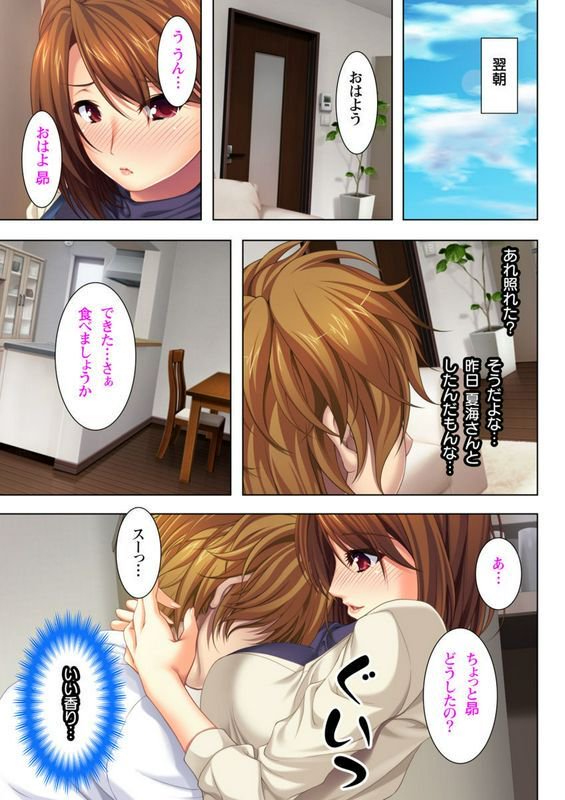 翌朝
おはよう
う うん…
おはよ 昴
あれ照れた？
そうだよな…
昨日 夏海さんと
したんだもんな…
できた…さぁ
食べましょうか
あ…
ちょっと昴
どうしたの？
ぐいっ
スーっ…
いい香り…